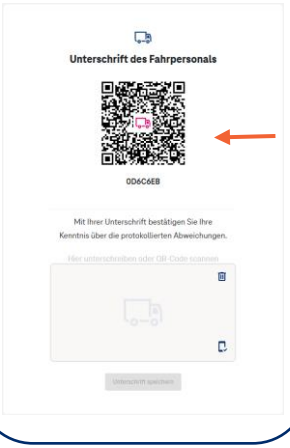 Unterschrift des Fahrpersonals
0D6C6EB
Mit Ihrer Unterschrift bestätigen Sie Ihre
Kenntnis über die protokollierten Abweichungen.
Hier unterschreiben oder QR-Code scannen
Unterschrift speichern